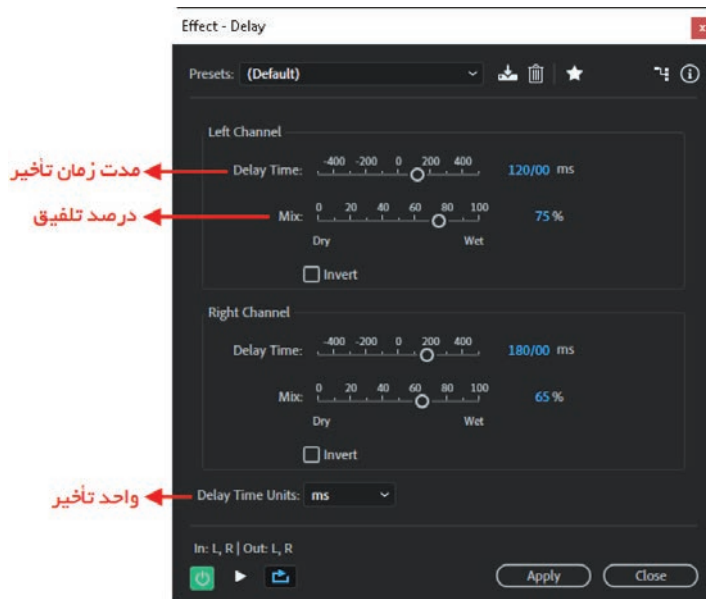 Effect - Delay
x
Presets: (Default)
Left Channel
مدت زمان تأخیر
Delay Time: -400 -200 0 200 400 120/00 ms
درصد تلفیق
Mix: 0 20 40 60 80 100 75 %
Dry Wet
Invert
Right Channel
Delay Time: -400 -200 0 200 400 180/00 ms
Mix: 0 20 40 60 80 100 65 %
Dry Wet
Invert
واحد تأخیر
Delay Time Units: ms
In: L, R | Out: L, R
Apply Close